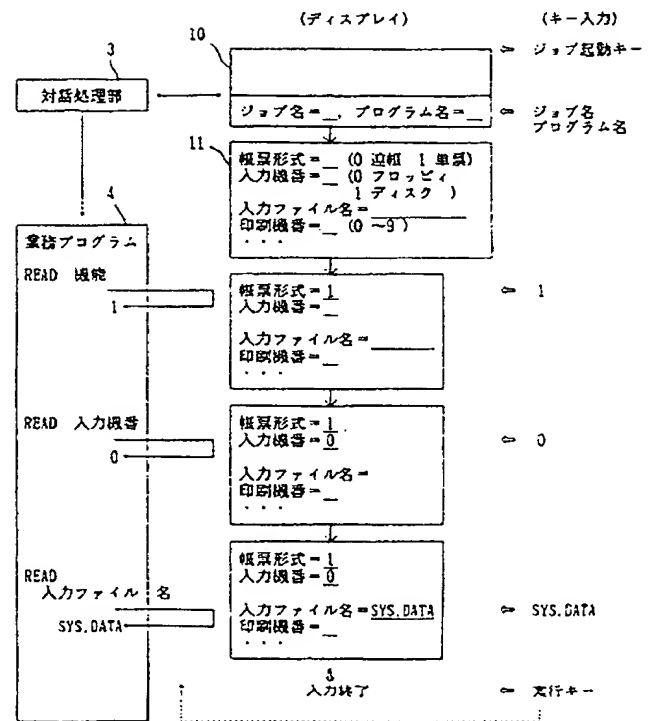 (ディスプレイ) (キー入力)
10 ⇐ ジョブ起動キー
3
対話処理部
ジョブ名=_, プログラム名=_ ⇐ ジョブ名
プログラム名
11
帳票形式=_ (0 連帳 1 単票)
入力機番=_ (0 フロッピィ
1 ディスク )
入力ファイル名=
印刷機番=_ (0 ~9 )
・・・
4
業務プログラム
READ 機能
1
帳票形式=1 ⇐ 1
入力機番=_
入力ファイル名=
印刷機番=_
・・・
READ 入力機番
0
帳票形式=1
入力機番=0 ⇐ 0
入力ファイル名=
印刷機番=_
・・・
READ
入力ファイル 名
SYS.DATA
帳票形式=1
入力機番=0
入力ファイル名=SYS.DATA ⇐ SYS.DATA
印刷機番=_
・・・
入力終了 ⇐ 実行キー